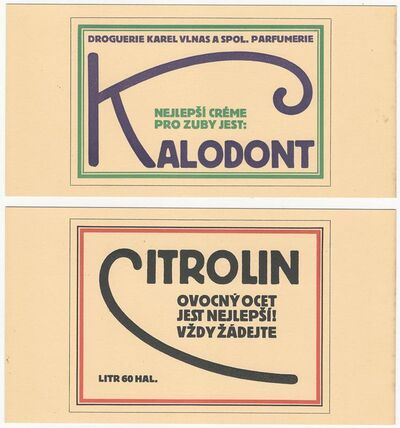 DROGUERIE KAREL VLNAS A SPOL. PARFUMERIE
NEJLEPŠÍ CRÉME
PRO ZUBY JEST:
KALODONT
CITROLIN
OVOCNÝ OCET
JEST NEJLEPŠÍ!
VŽDY ŽÁDEJTE
LITR 60 HAL.